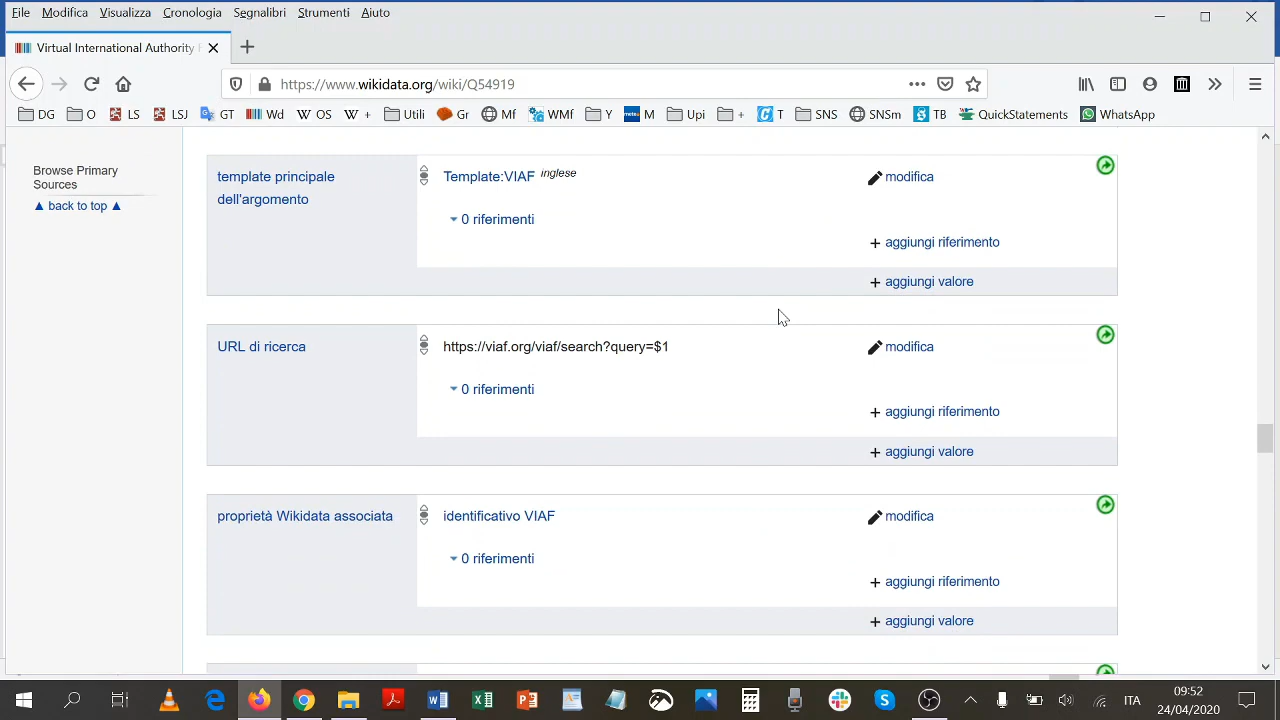 File Modifica Visualizza Cronologia Segnalibri Strumenti Aiuto
Virtual International Authority
https://www.wikidata.org/wiki/Q54919
DG O LS LSJ GT Wd OS + Utili Gr Mf WMf Y M Upi + T SNS SNSm TB QuickStatements WhatsApp
Browse Primary
Sources
▲ back to top ▲
template principale
dell'argomento
Template:VIAF inglese
modifica
0 riferimenti
+ aggiungi riferimento
+ aggiungi valore
URL di ricerca
https://viaf.org/viaf/search?query=$1
modifica
0 riferimenti
+ aggiungi riferimento
+ aggiungi valore
proprietà Wikidata associata
identificativo VIAF
modifica
0 riferimenti
+ aggiungi riferimento
+ aggiungi valore
ITA
09:52
24/04/2020